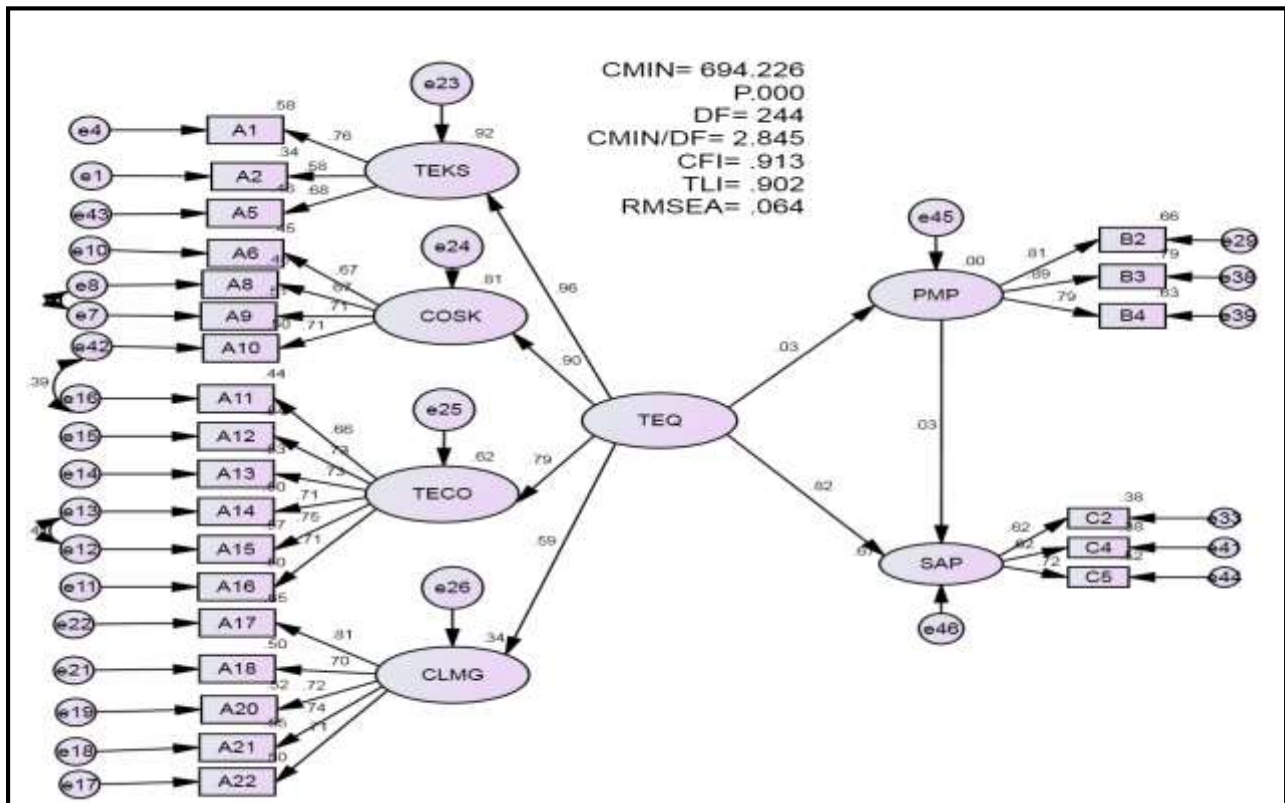 CMIN= 694.226
P.000
DF= 244
CMIN/DF= 2.845
CFI= .913
TLI= .902
RMSEA= .064
e23
.58
e4
A1
.76
.92
.34
e1
A2
.58
TEKS
.68
e43
A5
.45
e10
A6
e24
.67
e8
A8
.67
.81
e7
A9
.71
COSK
e42
A10
.71
.39
.44
e16
A11
e25
.66
e15
A12
.73
e14
A13
.73
.62
TECO
.71
e13
A14
.75
e12
A15
.71
e11
A16
e26
e22
A17
.81
.34
.50
e21
A18
.70
CLMG
.52
.72
e19
A20
.74
e18
A21
e17
A22
.96
.90
TEQ
.79
.59
.03
.82
.03
e45
.00
PMP
.66
.81
B2
e29
.89
B3
e38
.79
.63
B4
e39
.38
.62
C2
e33
.62
C4
e41
SAP
.72
C5
e44
e46